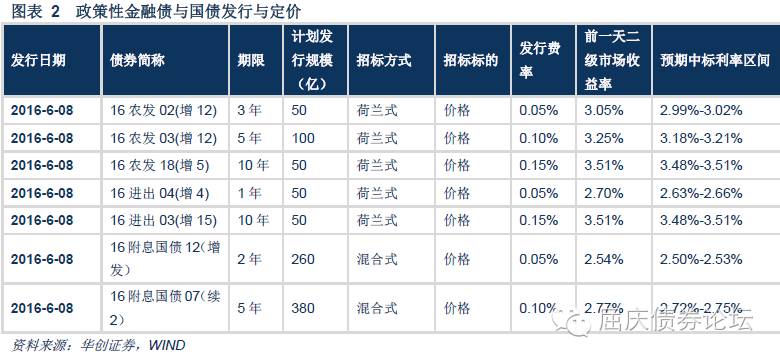 图表 2 政策性金融债与国债发行与定价
发行日期 债券简称 期限 计划发行规模（亿） 招标方式 招标标的 发行费率 前一天二级市场收益率 预期中标利率区间
2016-6-08 16 农发 02(增 12) 3 年 50 荷兰式 价格 0.05% 3.05% 2.99%-3.02%
2016-6-08 16 农发 03(增 12) 5 年 100 荷兰式 价格 0.10% 3.25% 3.18%-3.21%
2016-6-08 16 农发 18(增 5) 10 年 50 荷兰式 价格 0.15% 3.51% 3.48%-3.51%
2016-6-08 16 进出 04(增 4) 1 年 50 荷兰式 价格 0.05% 2.70% 2.63%-2.66%
2016-6-08 16 进出 03(增 15) 10 年 50 荷兰式 价格 0.15% 3.51% 3.48%-3.51%
2016-6-08 16 附息国债 12（增发） 2 年 260 混合式 价格 0.05% 2.54% 2.50%-2.53%
2016-6-08 16 附息国债 07（续2） 5 年 380 混合式 价格 0.10% 2.77% 2.72%-2.75%
屈庆债券论坛
资料来源：华创证券，WIND